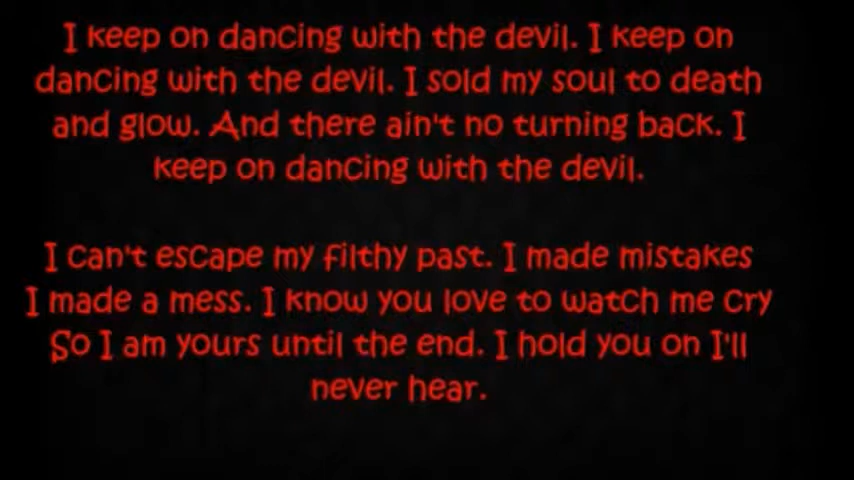 I keep on dancing with the devil. I keep on
dancing with the devil. I sold my soul to death
and glow. And there ain't no turning back. I
keep on dancing with the devil.
I can't escape my filthy past. I made mistakes
I made a mess. I know you love to watch me cry
So I am yours until the end. I hold you on I'll
never hear.